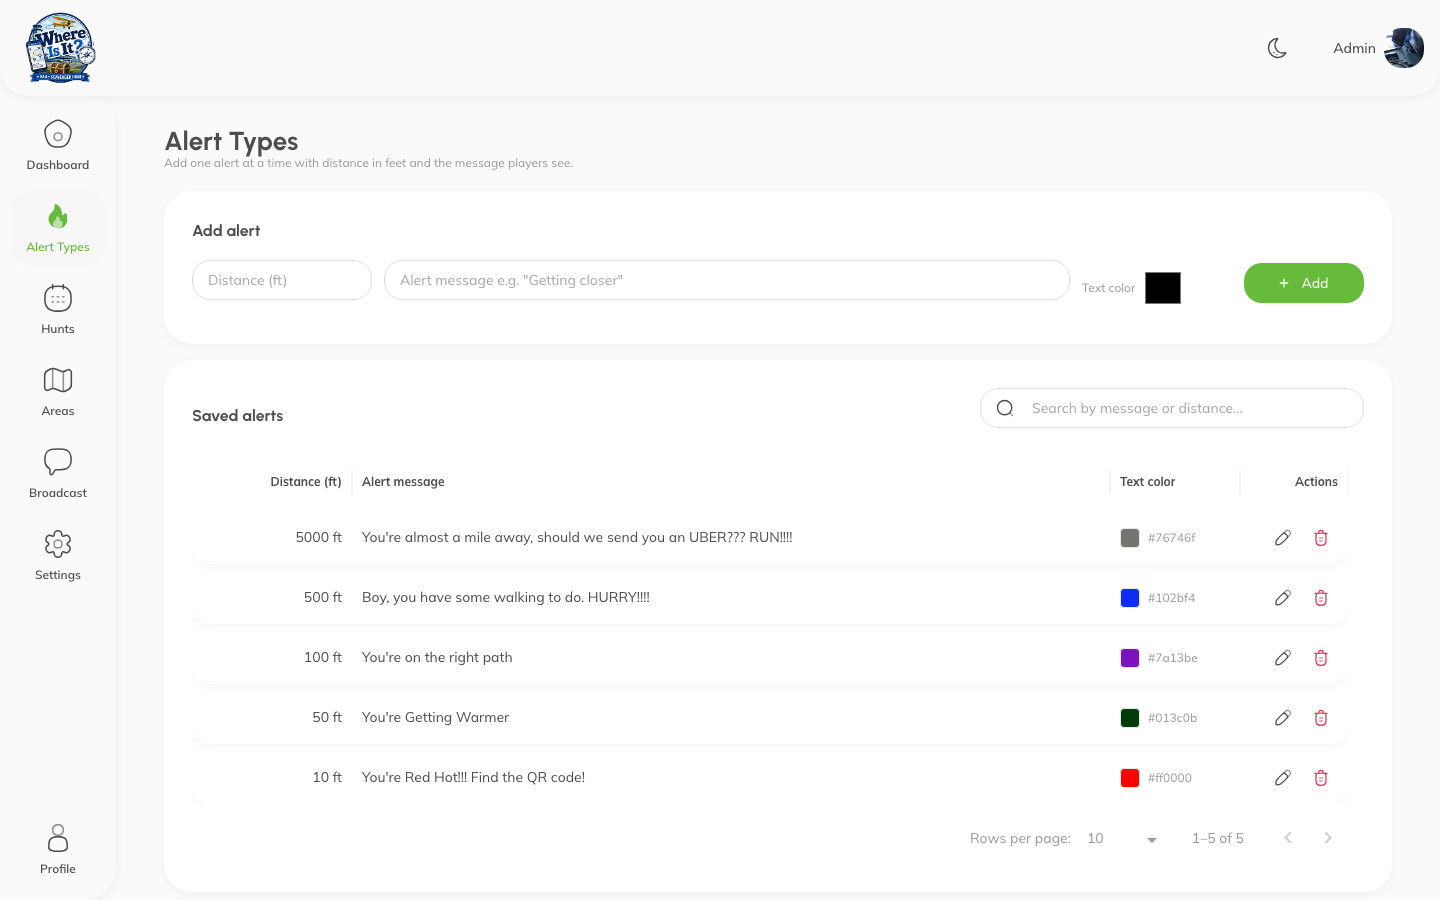 Where
Is It?
Admin
Dashboard
Alert Types
Hunts
Areas
Broadcast
Settings
Profile
Alert Types
Add one alert at a time with distance in feet and the message players see.
Add alert
Distance (ft)
Alert message e.g. "Getting closer"
Text color
+ Add
Saved alerts
Search by message or distance...
Distance (ft) Alert message Text color Actions
5000 ft You're almost a mile away, should we send you an UBER??? RUN!!!! #76746f
500 ft Boy, you have some walking to do. HURRY!!!! #102bf4
100 ft You're on the right path #7a13be
50 ft You're Getting Warmer #013c0b
10 ft You're Red Hot!!! Find the QR code! #ff0000
Rows per page: 10 1–5 of 5